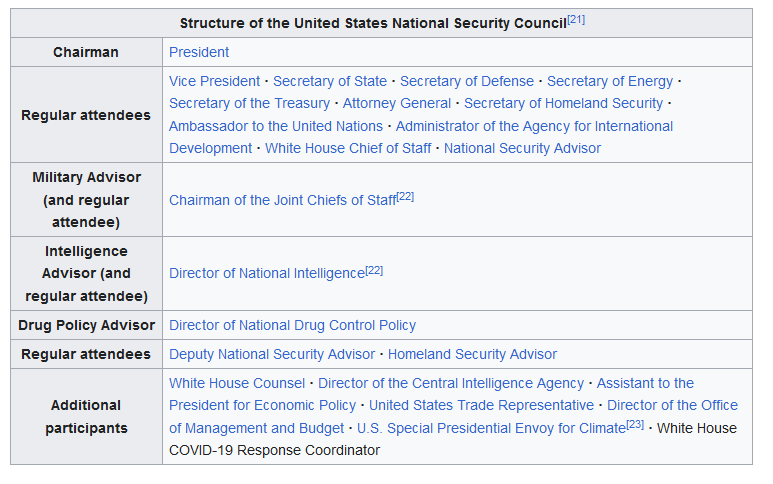 Structure of the United States National Security Council[21]
Chairman
President
Regular attendees
Vice President · Secretary of State · Secretary of Defense · Secretary of Energy ·
Secretary of the Treasury · Attorney General · Secretary of Homeland Security ·
Ambassador to the United Nations · Administrator of the Agency for International
Development · White House Chief of Staff · National Security Advisor
Military Advisor
(and regular
attendee)
Chairman of the Joint Chiefs of Staff[22]
Intelligence
Advisor (and
regular attendee)
Director of National Intelligence[22]
Drug Policy Advisor
Director of National Drug Control Policy
Regular attendees
Deputy National Security Advisor · Homeland Security Advisor
Additional
participants
White House Counsel · Director of the Central Intelligence Agency · Assistant to the
President for Economic Policy · United States Trade Representative · Director of the Office
of Management and Budget · U.S. Special Presidential Envoy for Climate[23] · White House
COVID-19 Response Coordinator